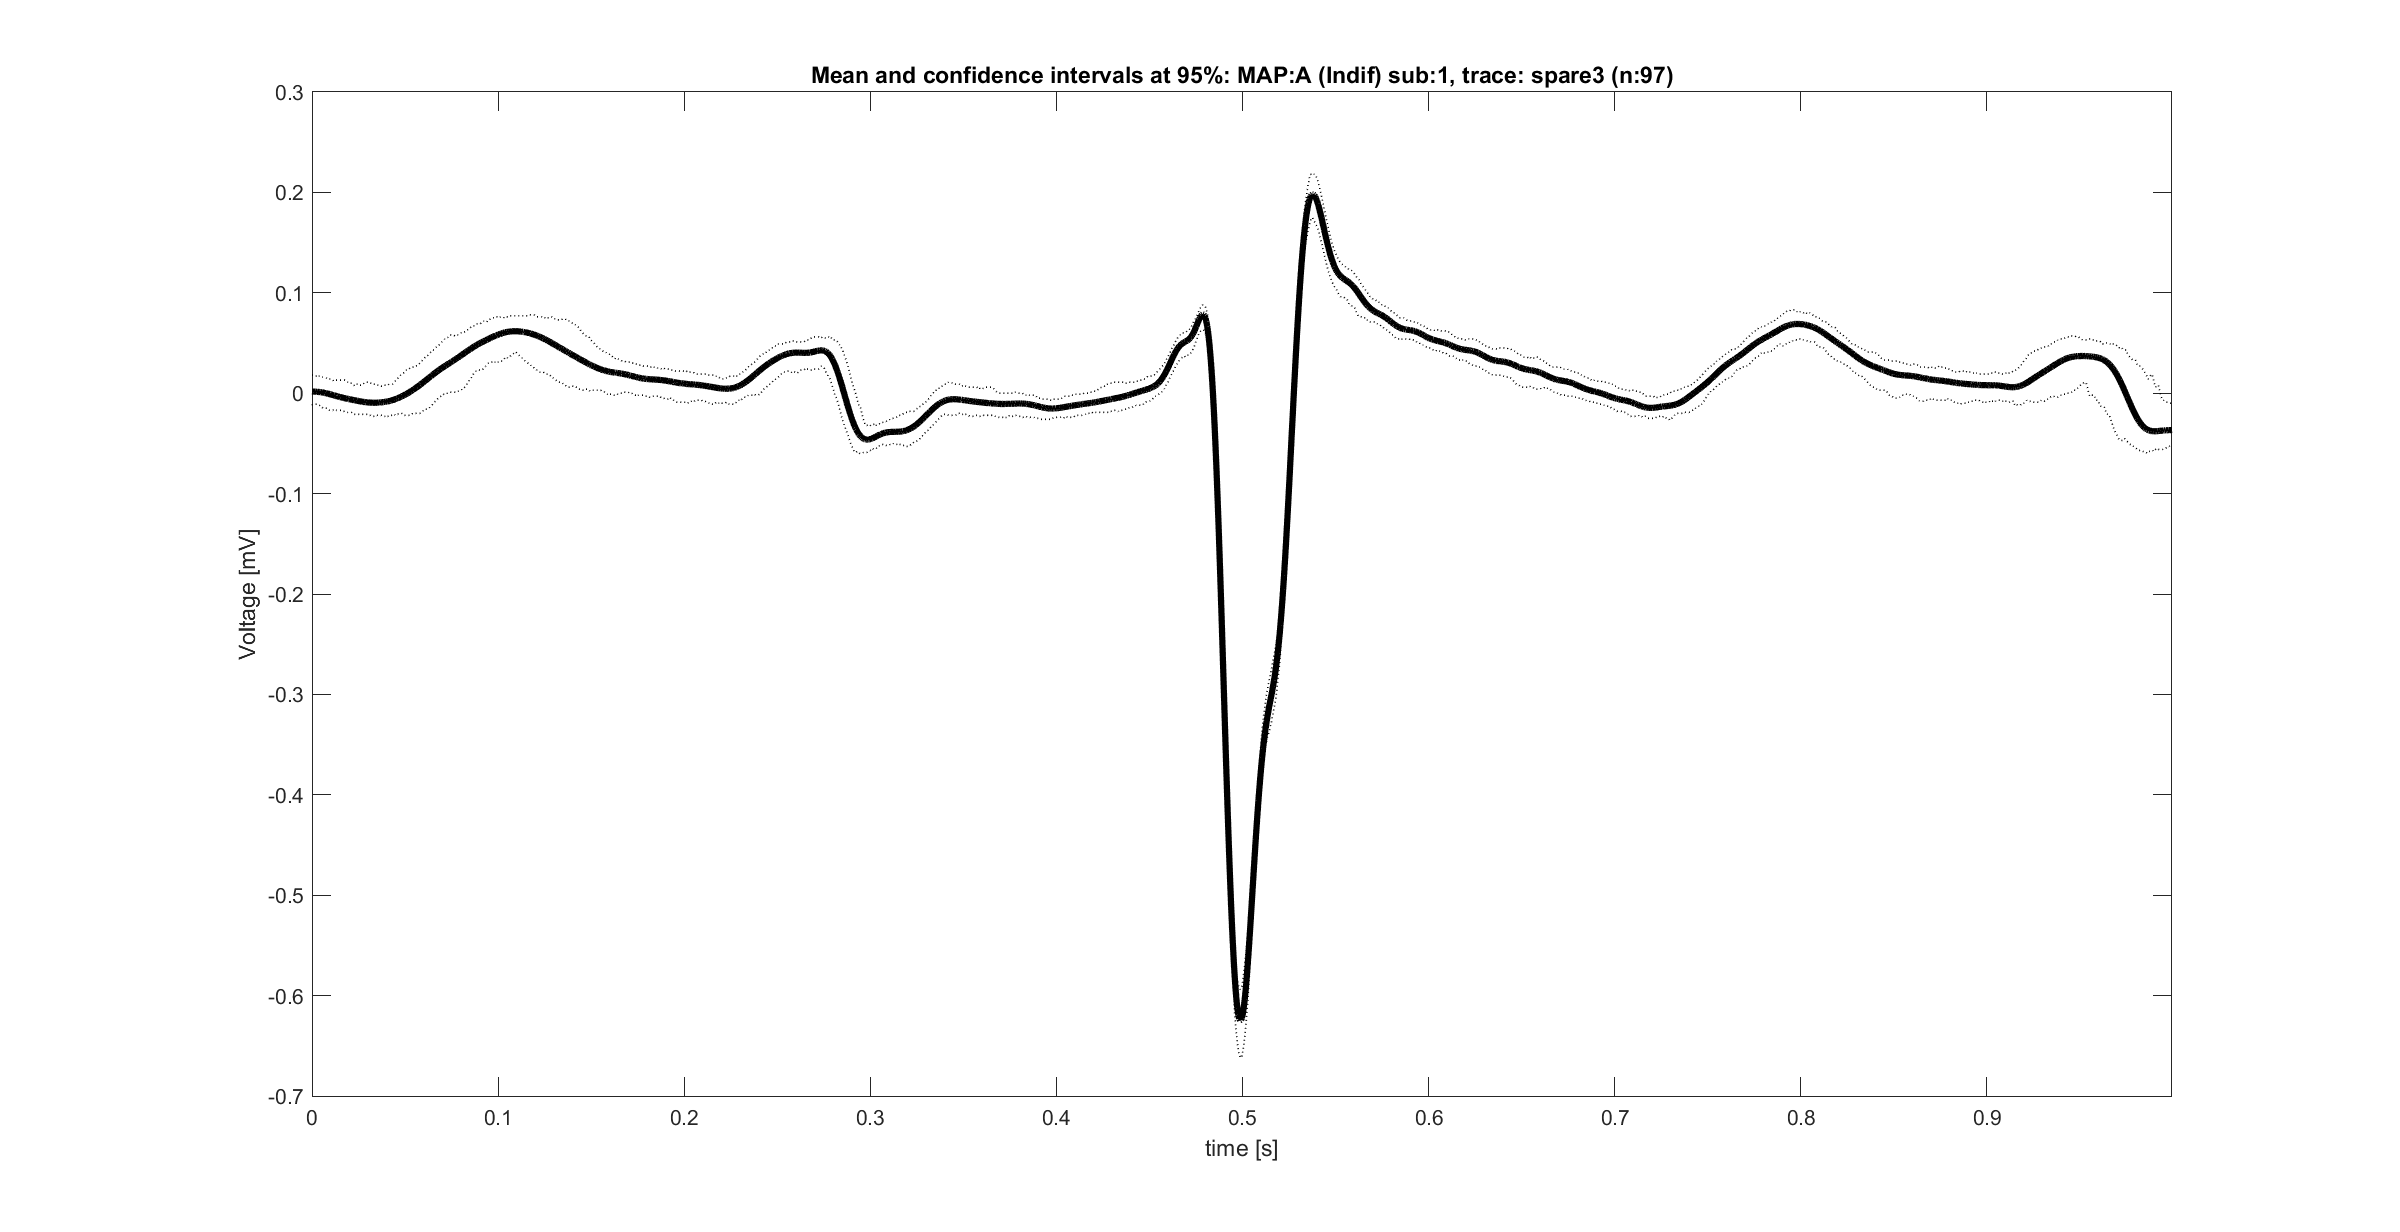 Mean and confidence intervals at 95%: MAP:A (Indif) sub:1, trace: spare3 (n:97)
0.3
0.2
0.1
0
-0.1
-0.2
-0.3
-0.4
-0.5
-0.6
-0.7
Voltage [mV]
0 0.1 0.2 0.3 0.4 0.5 0.6 0.7 0.8 0.9
time [s]